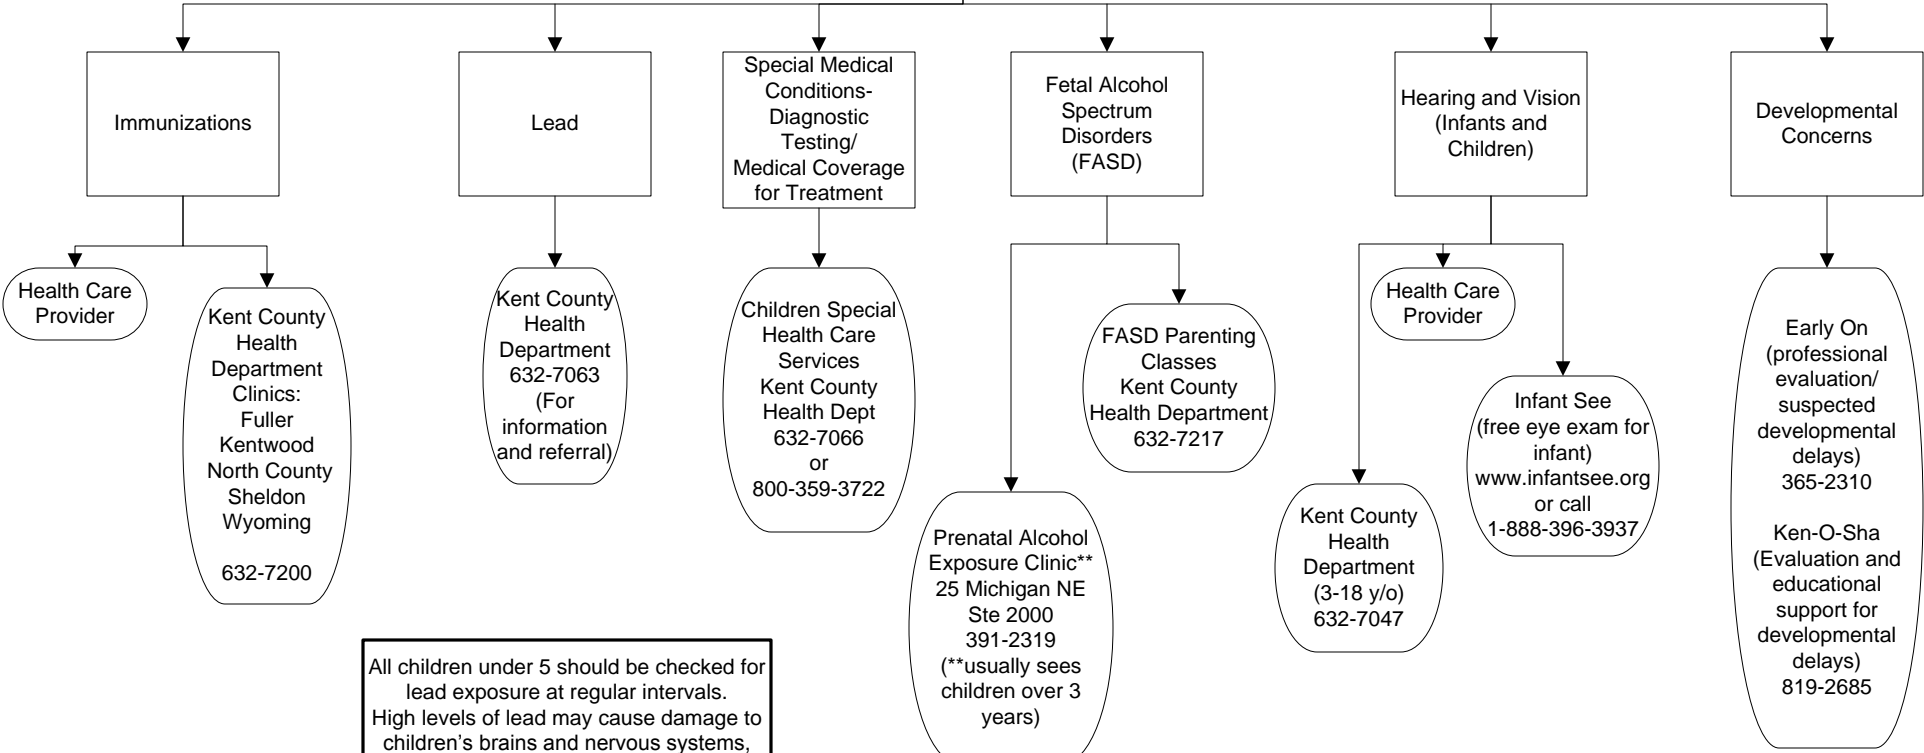 Immunizations
Lead
Special Medical
Conditions-
Diagnostic
Testing/
Medical Coverage
for Treatment
Fetal Alcohol
Spectrum
Disorders
(FASD)
Hearing and Vision
(Infants and
Children)
Developmental
Concerns
Health Care
Provider
Kent County
Health
Department
Clinics:
Fuller
Kentwood
North County
Sheldon
Wyoming
632-7200
Kent County
Health
Department
632-7063
(For
information
and referral)
Children Special
Health Care
Services
Kent County
Health Dept
632-7066
or
800-359-3722
Prenatal Alcohol
Exposure Clinic**
25 Michigan NE
Ste 2000
391-2319
(**usually sees
children over 3
years)
FASD Parenting
Classes
Kent County
Health Department
632-7217
Kent County
Health
Department
(3-18 y/o)
632-7047
Health Care
Provider
Infant See
(free eye exam for
infant)
www.infantsee.org
or call
1-888-396-3937
Early On
(professional
evaluation/
suspected
developmental
delays)
365-2310
Ken-O-Sha
(Evaluation and
educational
support for
developmental
delays)
819-2685
All children under 5 should be checked for
lead exposure at regular intervals.
High levels of lead may cause damage to
children's brains and nervous systems,